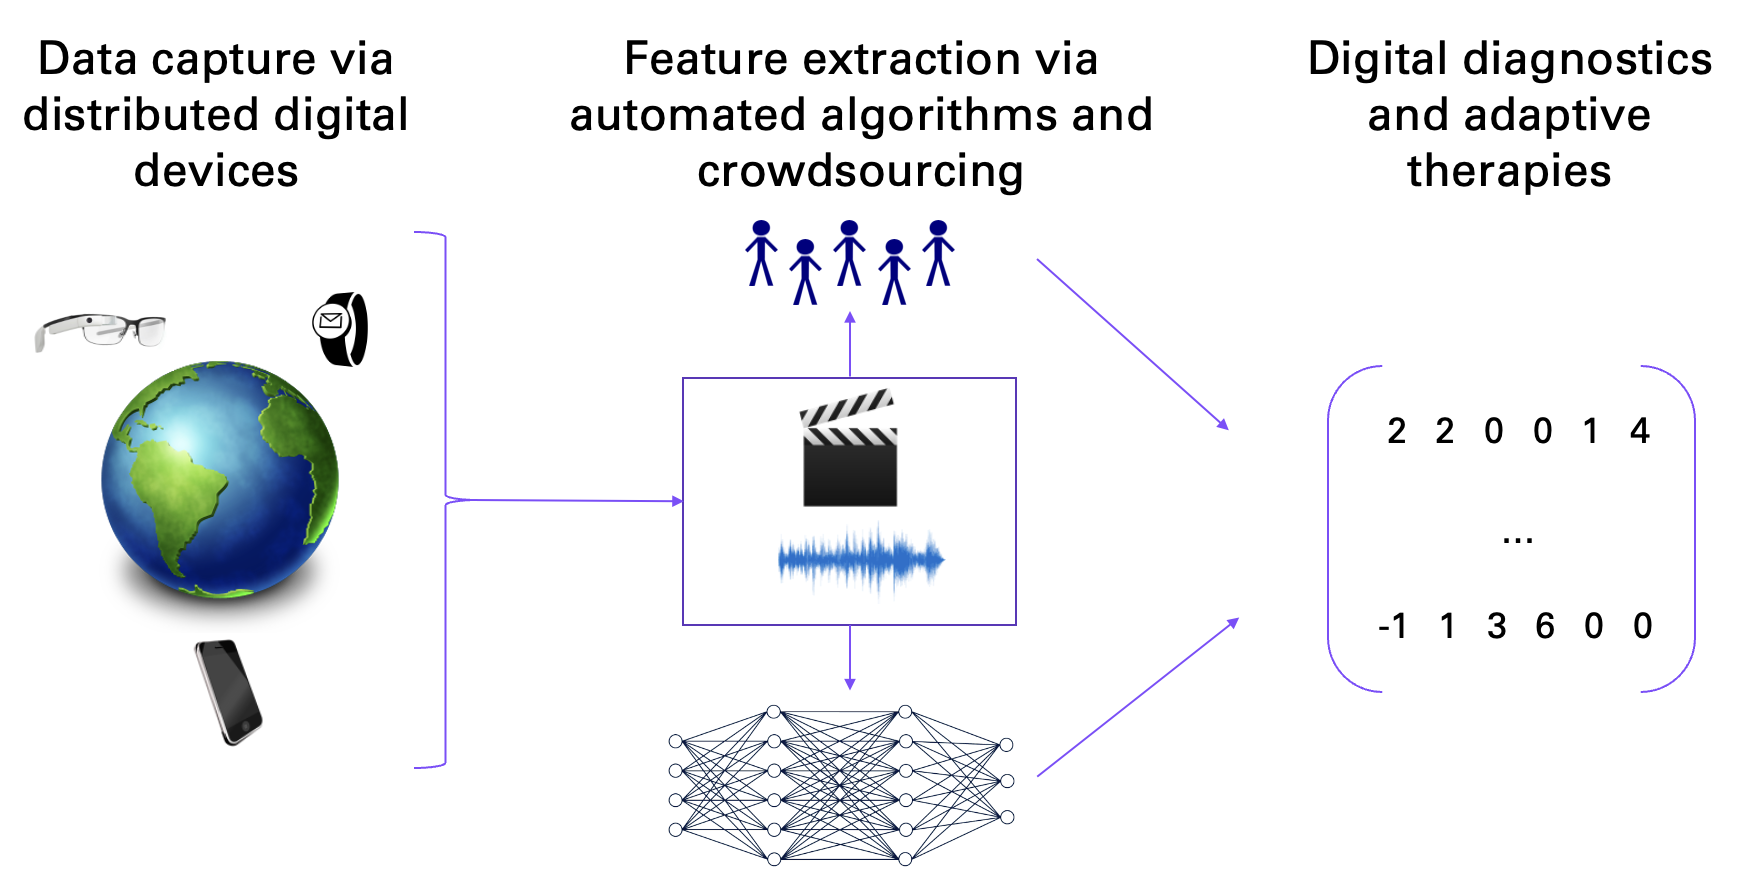 Data capture via
distributed digital
devices
Feature extraction via
automated algorithms and
crowdsourcing
Digital diagnostics
and adaptive
therapies
2 2 0 0 1 4
...
-1 1 3 6 0 0